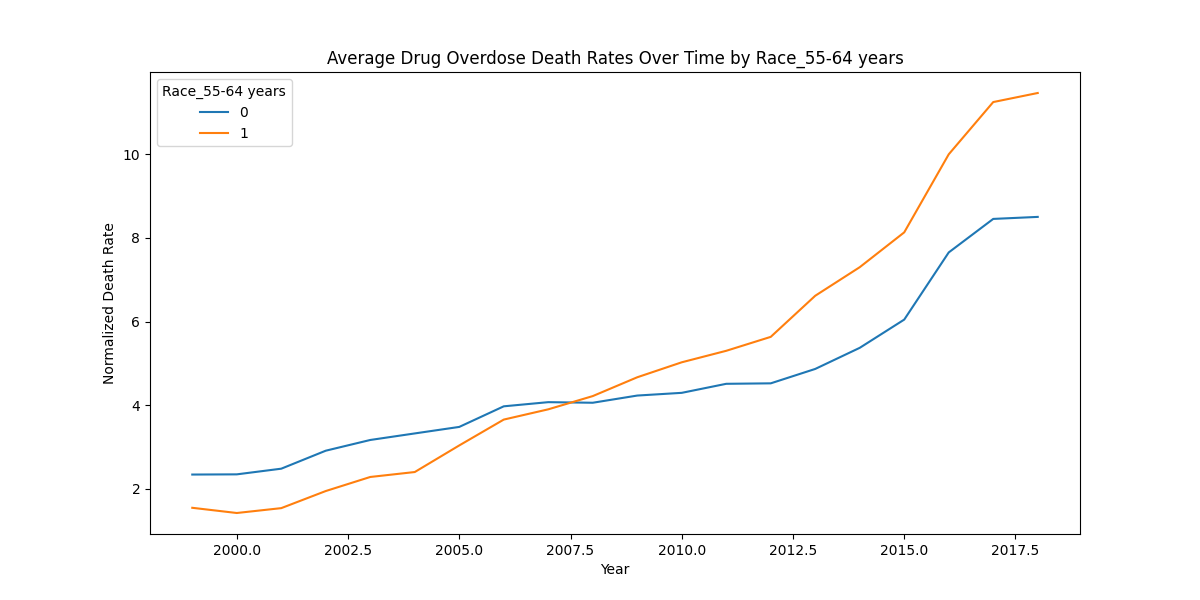 Average Drug Overdose Death Rates Over Time by Race_55-64 years
Race_55-64 years
0
1
Normalized Death Rate
10
8
6
4
2
2000.0 2002.5 2005.0 2007.5 2010.0 2012.5 2015.0 2017.5
Year